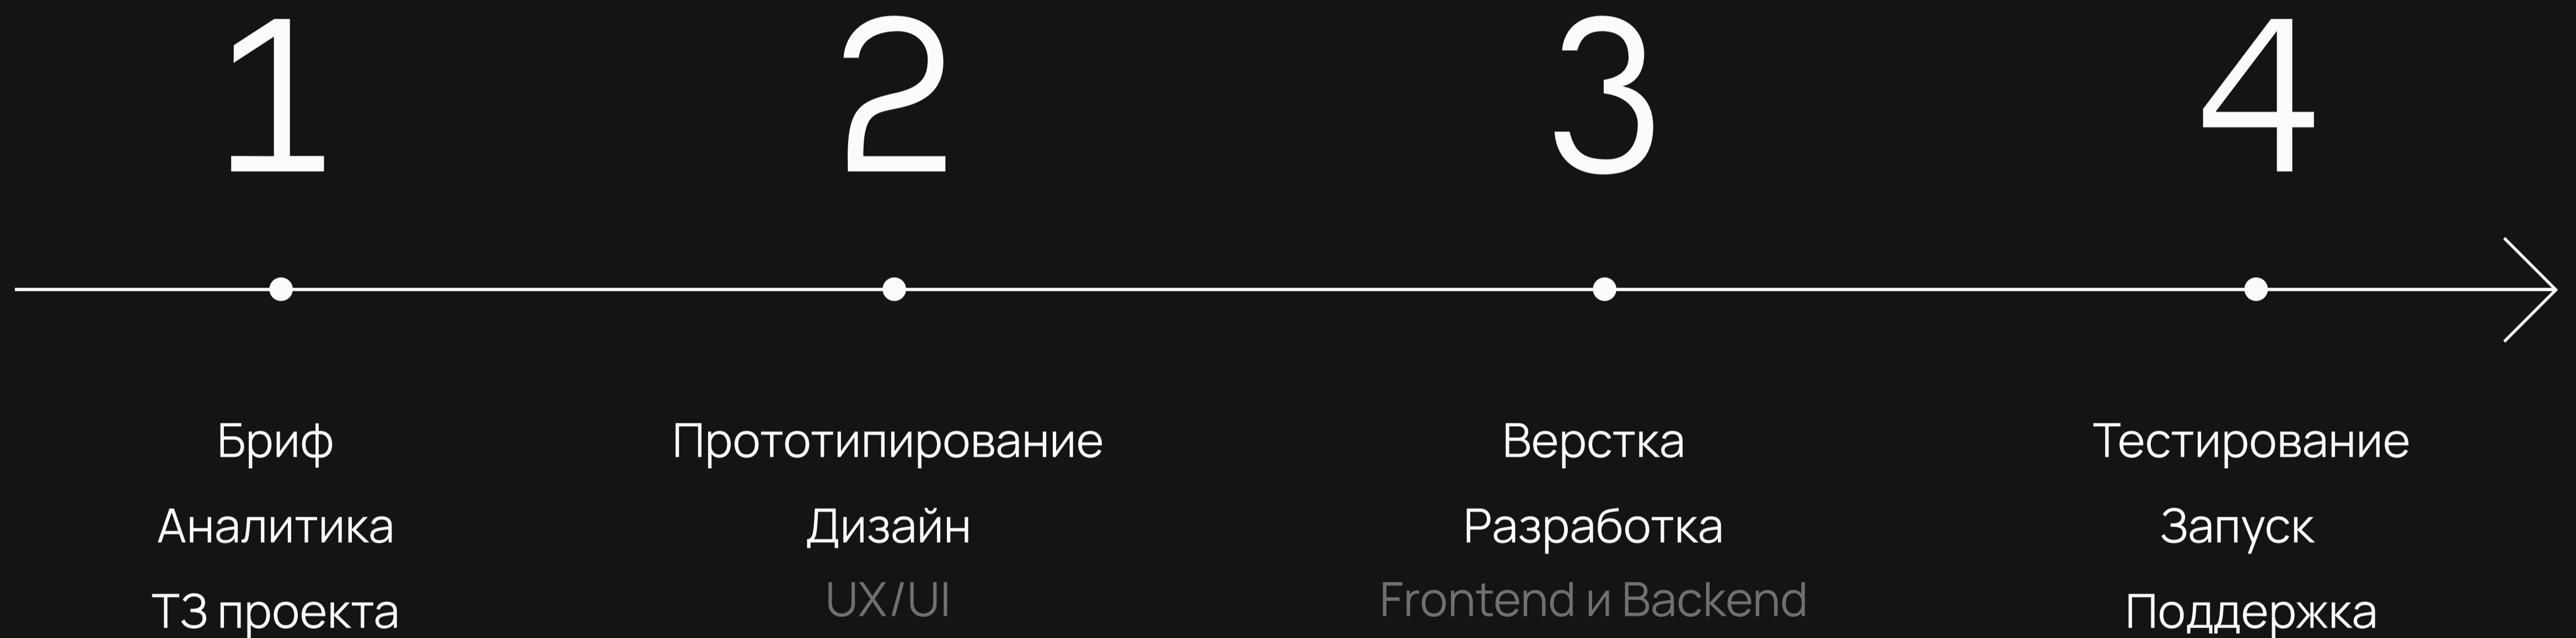 1
Бриф
Аналитика
ТЗ проекта
2
Прототипирование
Дизайн
UX/UI
3
Верстка
Разработка
Frontend и Backend
4
Тестирование
Запуск
Поддержка